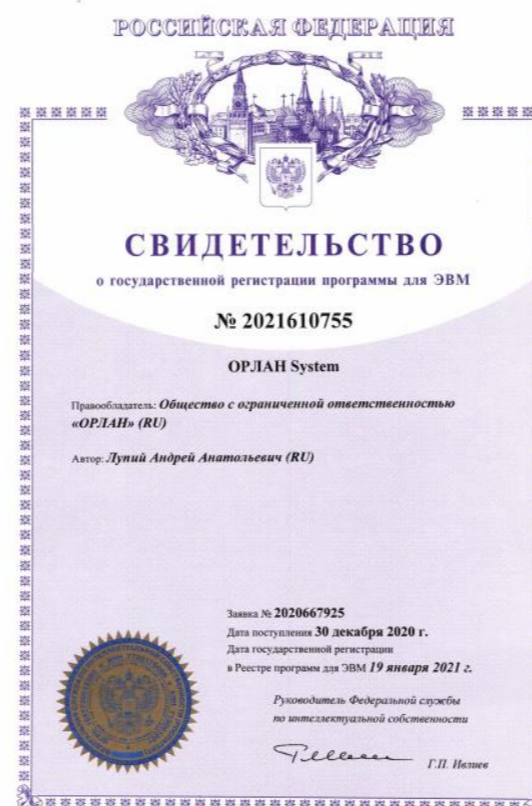 РОССИЙСКАЯ ФЕДЕРАЦИЯ
СВИДЕТЕЛЬСТВО
о государственной регистрации программы для ЭВМ
№ 2021610755
ОРЛАН System
Правообладатель: Общество с ограниченной ответственностью
«ОРЛАН» (RU)
Автор: Лупий Андрей Анатольевич (RU)
Заявка № 2020667925
Дата поступления 30 декабря 2020 г.
Дата государственной регистрации
в Реестре программ для ЭВМ 19 января 2021 г.
Руководитель Федеральной службы
по интеллектуальной собственности
Г.П. Ивлиев